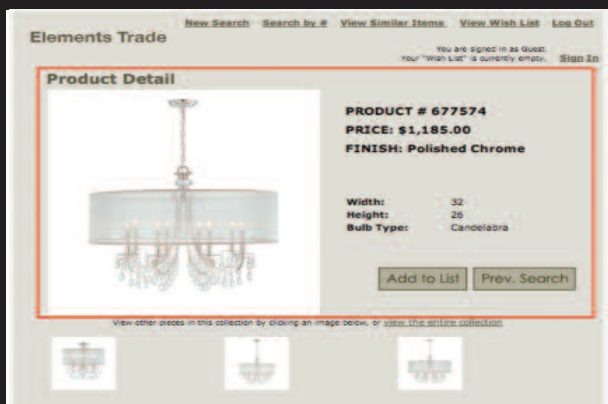 New Search Search by # View Similar Items View Wish List Log Out
Elements Trade
You are signed in as Guest.
Your "Wish List" is currently empty. Sign In
Product Detail
PRODUCT # 677574
PRICE: $1,185.00
FINISH: Polished Chrome
Width: 32
Height: 26
Bulb Type: Candelabra
Add to List Prev. Search
View other pieces in this collection by clicking an image below, or view the entire collection